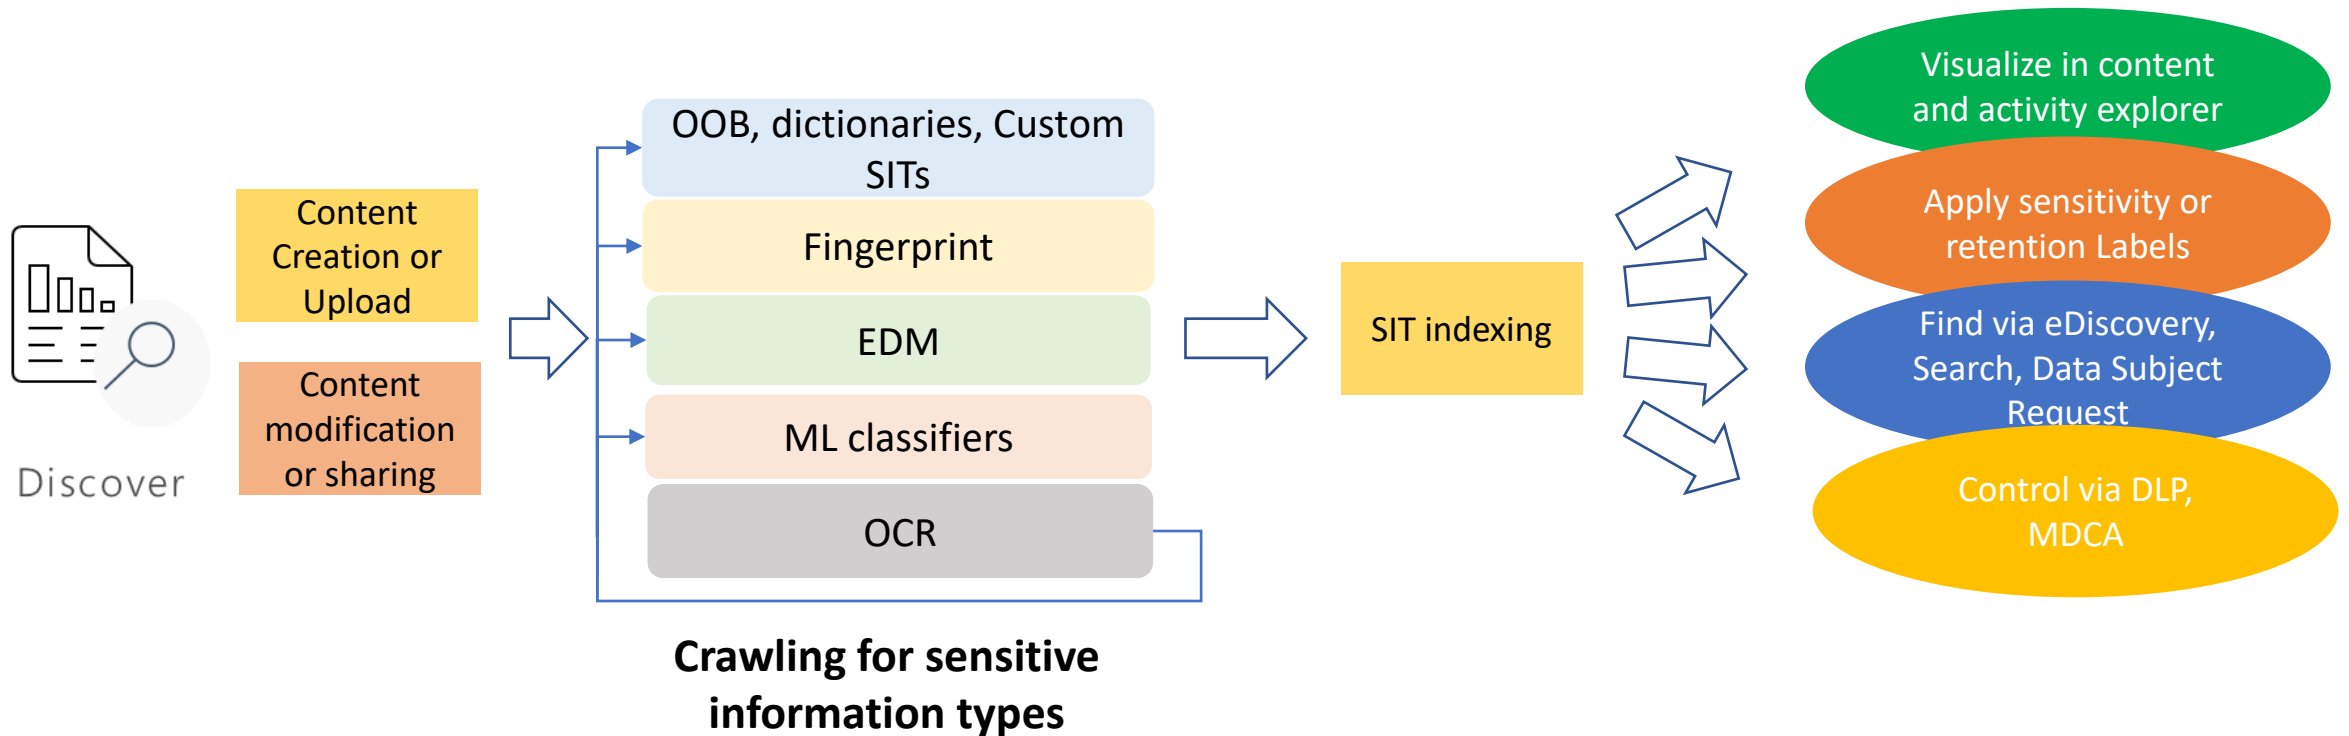 Discover
Content
Creation or
Upload
Content
modification
or sharing
OOB, dictionaries, Custom
SITs
Fingerprint
EDM
ML classifiers
OCR
Crawling for sensitive
information types
SIT indexing
Visualize in content
and activity explorer
Apply sensitivity or
retention Labels
Find via eDiscovery,
Search, Data Subject
Request
Control via DLP,
MDCA